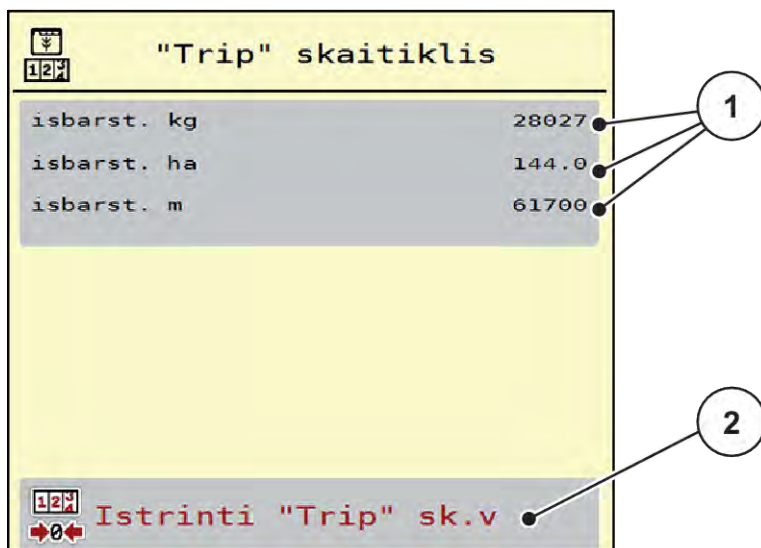 "Trip" skaitiklis
isbarst. kg 28027
isbarst. ha 144.0
isbarst. m 61700
1
2
Istrinti "Trip" sk.v